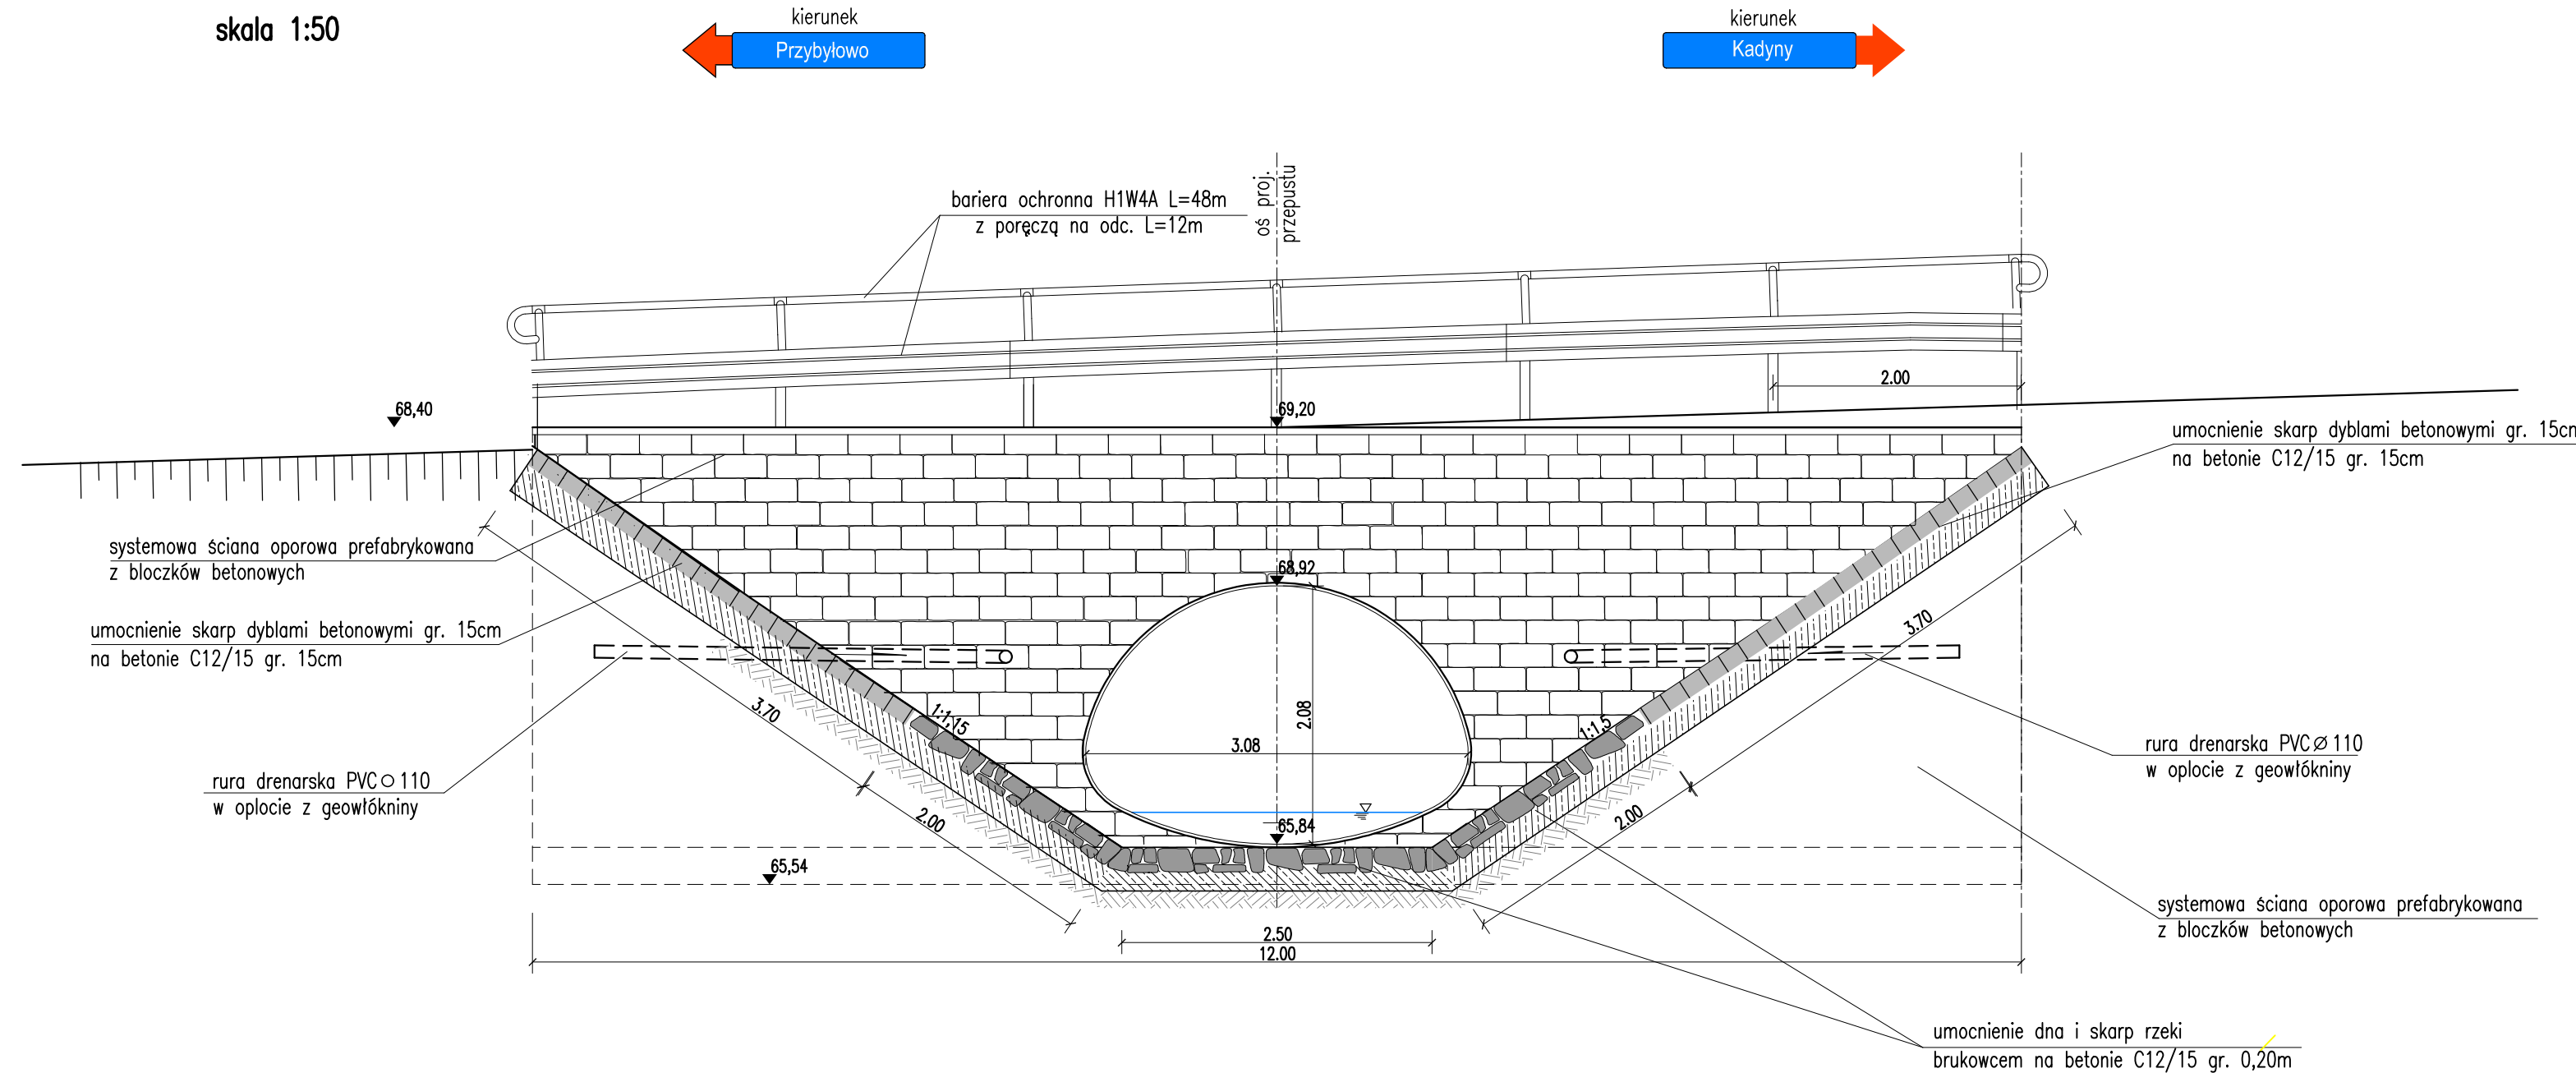 skala 1:50
kierunek
Przybyłowo
kierunek
Kadyny
bariera ochronna H1W4A L=48m
z poręczą na odc. L=12m
oś proj.
przepustu
2.00
68,40
69,20
umocnienie skarp dyblami betonowymi gr. 15cm
na betonie C12/15 gr. 15cm
systemowa ściana oporowa prefabrykowana
z bloczków betonowych
68,92
umocnienie skarp dyblami betonowymi gr. 15cm
na betonie C12/15 gr. 15cm
3.70
3.70
1:1,15
2.08
1:1,5
3.08
rura drenarska PVC○110
w oplocie z geowłókniny
rura drenarska PVC∅110
w oplocie z geowłókniny
2.00
2.00
65,84
65,54
systemowa ściana oporowa prefabrykowana
z bloczków betonowych
2.50
12.00
umocnienie dna i skarp rzeki
brukowcem na betonie C12/15 gr. 0,20m